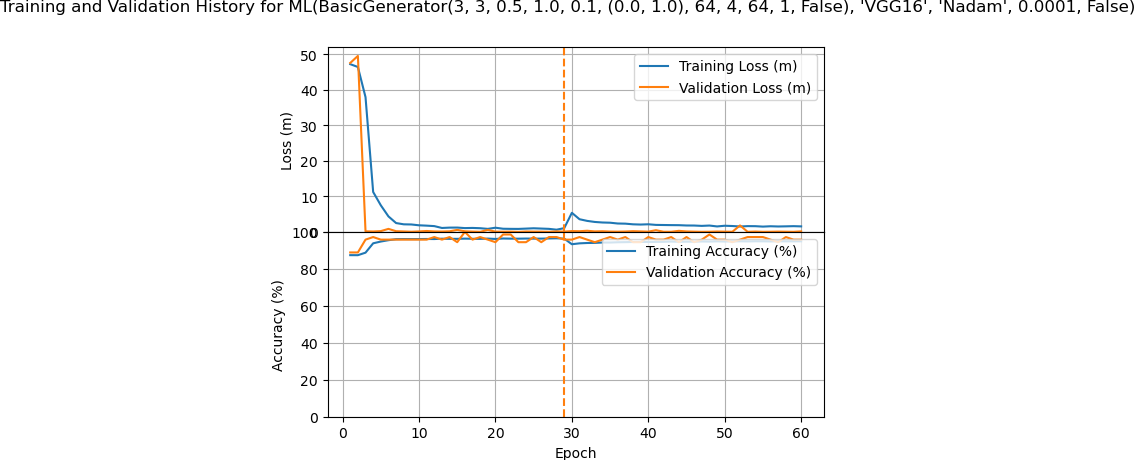 Training and Validation History for ML(BasicGenerator(3, 3, 0.5, 1.0, 0.1, (0.0, 1.0), 64, 4, 64, 1, False), 'VGG16', 'Nadam', 0.0001, False)
50
40
30
20
10
0
Loss (m)
Training Loss (m)
Validation Loss (m)
100
80
60
40
20
0
Accuracy (%)
Training Accuracy (%)
Validation Accuracy (%)
0 10 20 30 40 50 60
Epoch